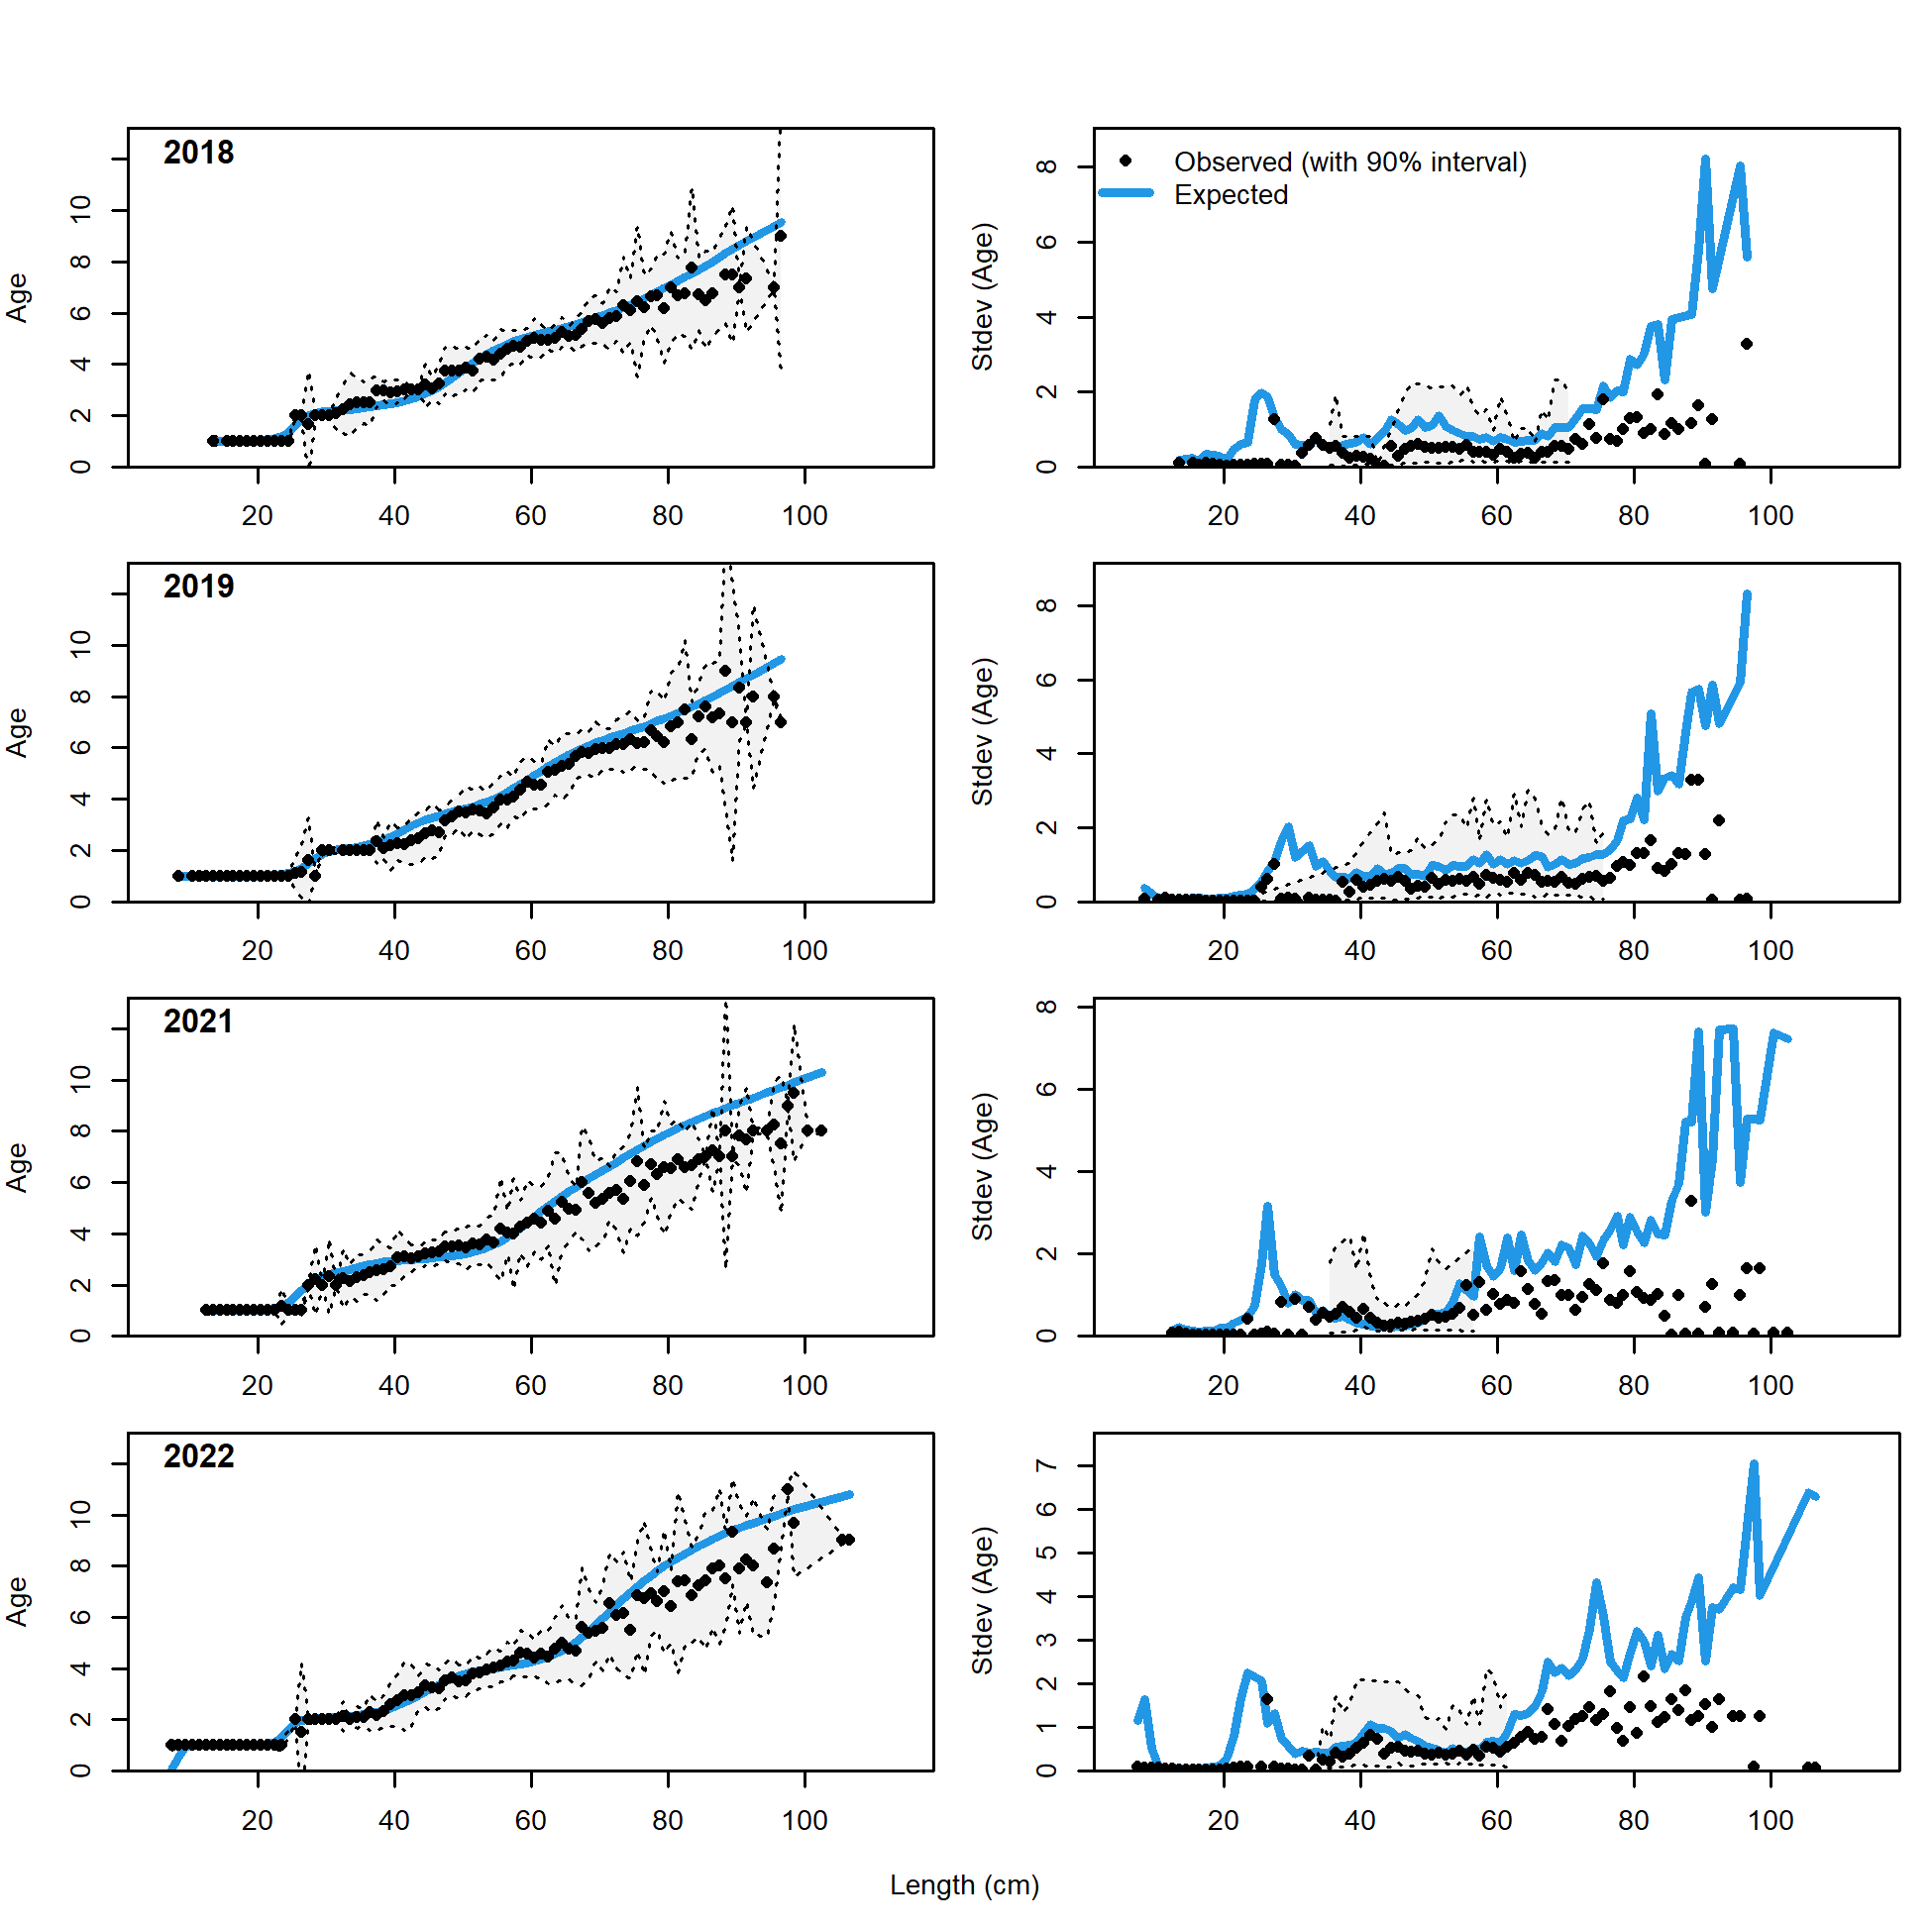 2018
Age
0 2 4 6 8 10
20 40 60 80 100
Observed (with 90% interval)
Expected
Stdev (Age)
0 2 4 6 8
20 40 60 80 100
2019
Age
0 2 4 6 8 10
20 40 60 80 100
Stdev (Age)
0 2 4 6 8
20 40 60 80 100
2021
Age
0 2 4 6 8 10
20 40 60 80 100
Stdev (Age)
0 2 4 6 8
20 40 60 80 100
2022
Age
0 2 4 6 8 10
20 40 60 80 100
Stdev (Age)
0 1 2 3 4 5 6 7
20 40 60 80 100
Length (cm)